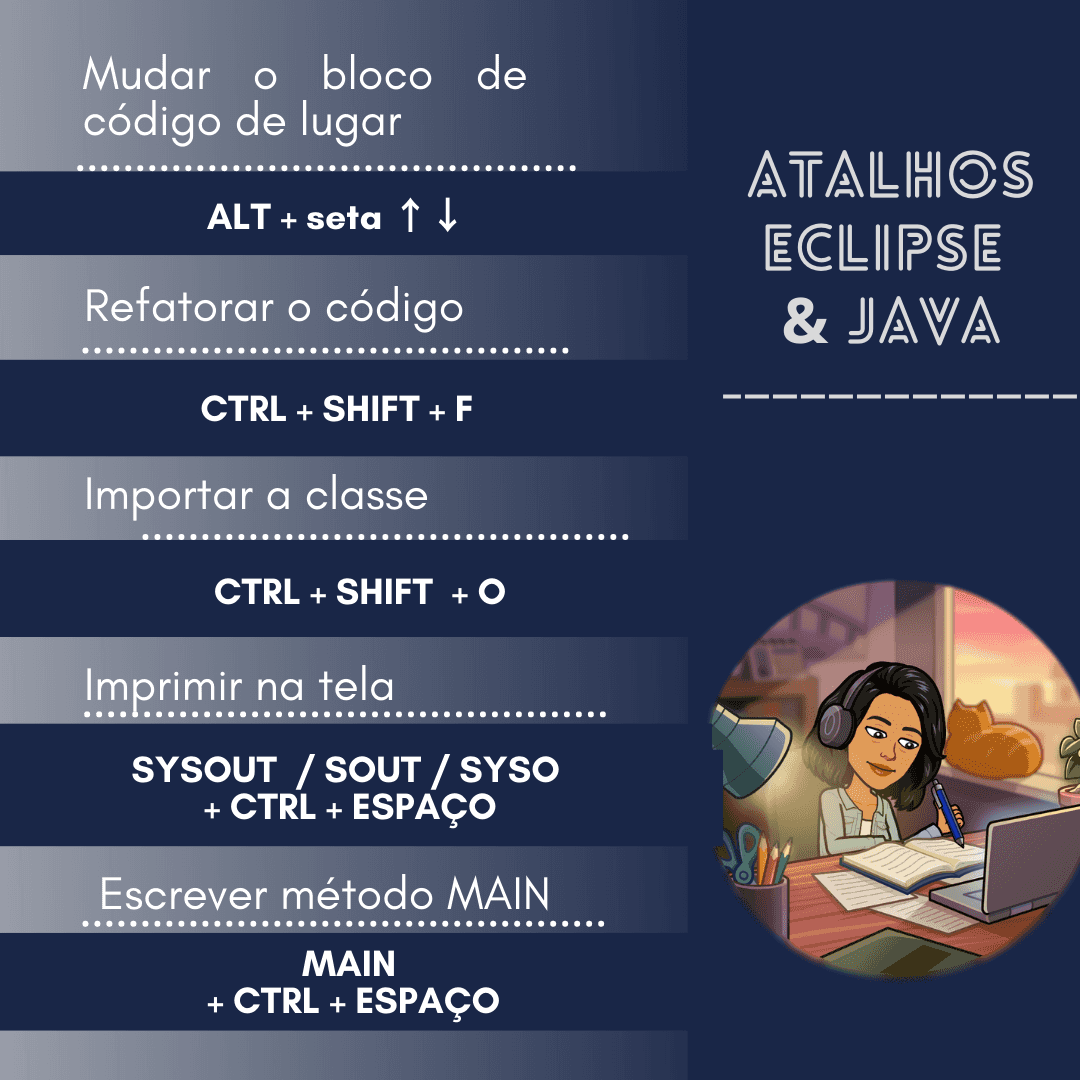 Mudar o bloco de
código de lugar
ALT + seta ↑ ↓
Refatorar o código
CTRL + SHIFT + F
Importar a classe
CTRL + SHIFT + O
Imprimir na tela
SYSOUT / SOUT / SYSO
+ CTRL + ESPAÇO
Escrever método MAIN
MAIN
+ CTRL + ESPAÇO
ATALHOS
ECLIPSE
& JAVA